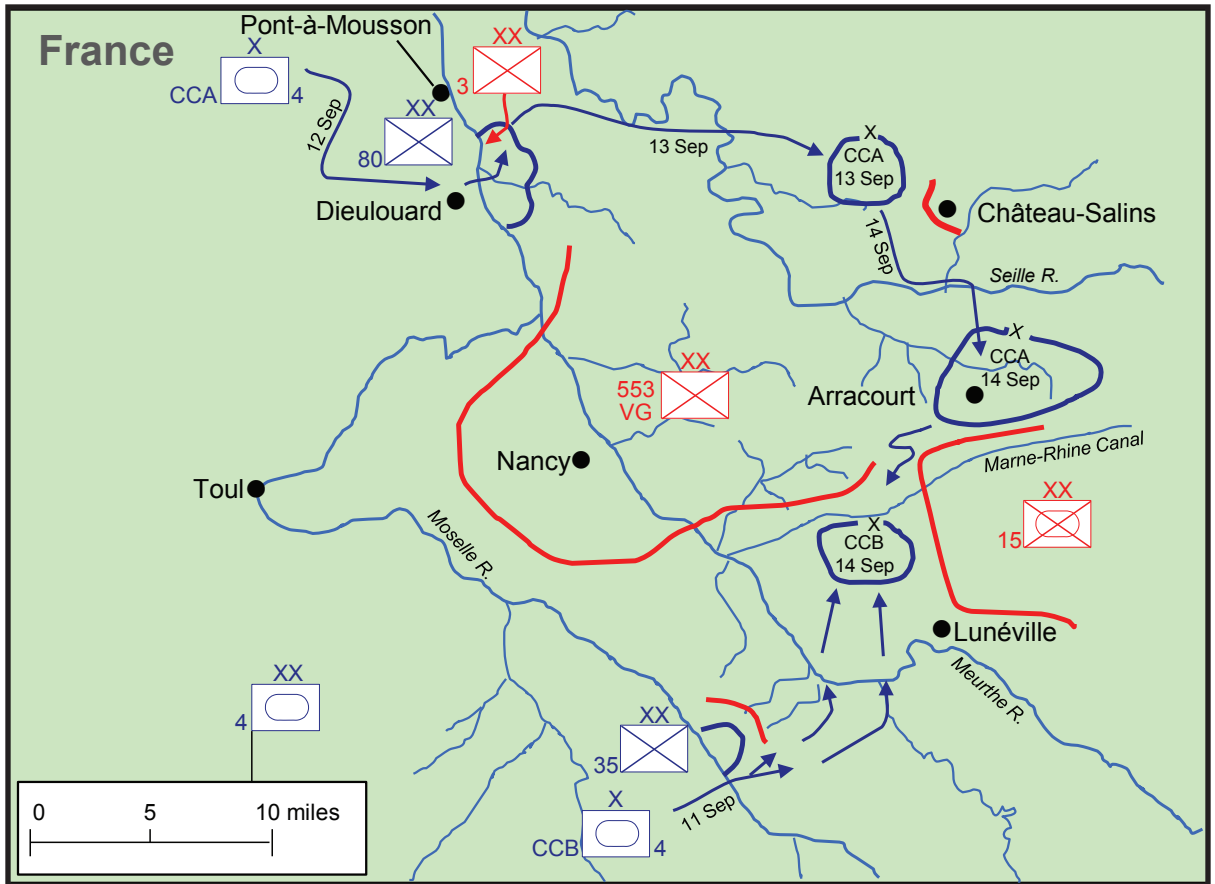 France
Pont-à-Mousson
X
CCA 4
12 Sep
XX
3
XX
80
Dieulouard
13 Sep
X
CCA
13 Sep
Château-Salins
14 Sep
Seille R.
X
CCA
14 Sep
Arracourt
XX
553
VG
Nancy
Toul
Marne-Rhine Canal
XX
15
X
CCB
14 Sep
Moselle R.
Lunéville
Meurthe R.
XX
4
XX
35
11 Sep
X
CCB 4
0 5 10 miles